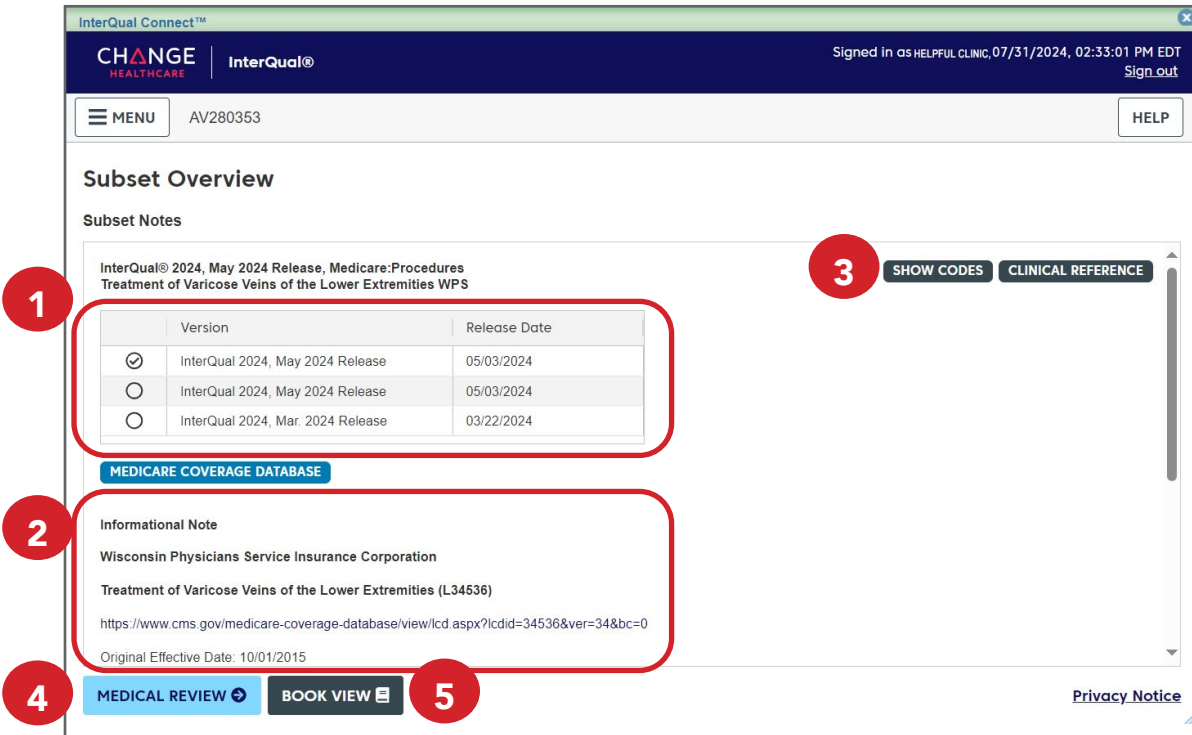 InterQual Connect™
CHANGE
HEALTHCARE
InterQual®
Signed in as HELPFUL CLINIC, 07/31/2024, 02:33:01 PM EDT
Sign out
MENU
AV280353
HELP
Subset Overview
Subset Notes
InterQual® 2024, May 2024 Release, Medicare:Procedures
Treatment of Varicose Veins of the Lower Extremities WPS
3
SHOW CODES
CLINICAL REFERENCE
1
Version Release Date
InterQual 2024, May 2024 Release 05/03/2024
InterQual 2024, May 2024 Release 05/03/2024
InterQual 2024, Mar. 2024 Release 03/22/2024
MEDICARE COVERAGE DATABASE
2
Informational Note
Wisconsin Physicians Service Insurance Corporation
Treatment of Varicose Veins of the Lower Extremities (L34536)
https://www.cms.gov/medicare-coverage-database/view/lcd.aspx?lcdid=34536&ver=34&bc=0
Original Effective Date: 10/01/2015
4
MEDICAL REVIEW
BOOK VIEW
5
Privacy Notice